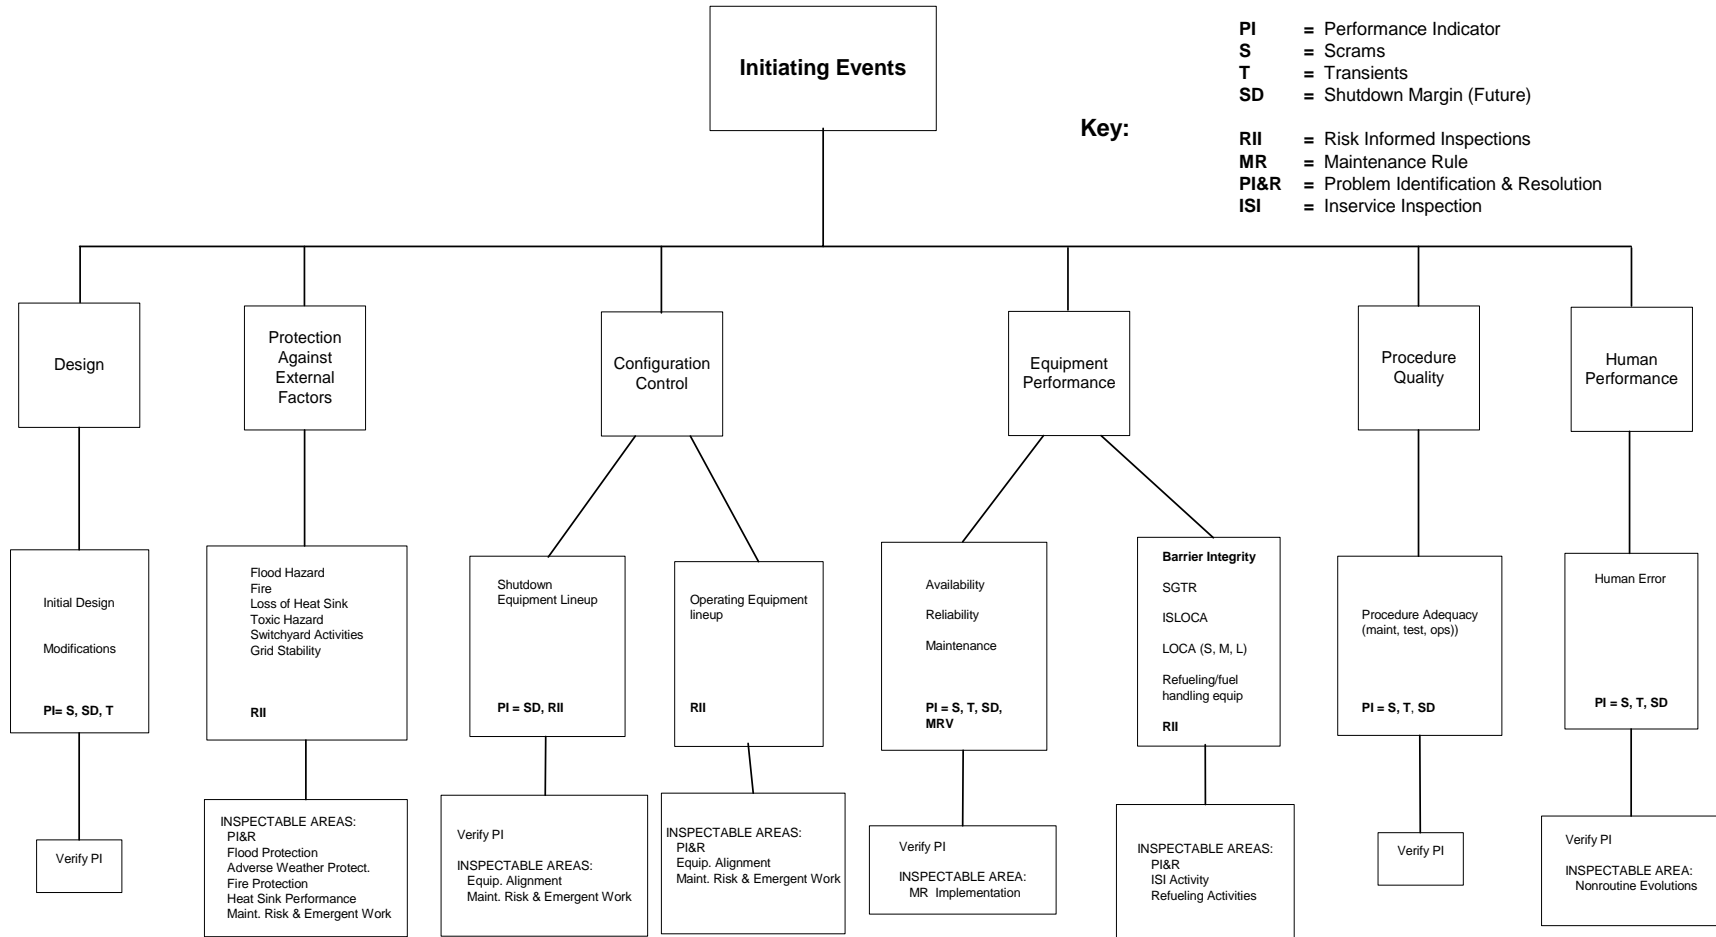 Initiating Events
Key:
PI = Performance Indicator
S = Scrams
T = Transients
SD = Shutdown Margin (Future)
RII = Risk Informed Inspections
MR = Maintenance Rule
PI&R = Problem Identification & Resolution
ISI = Inservice Inspection
Design
Protection
Against
External
Factors
Configuration
Control
Equipment
Performance
Procedure
Quality
Human
Performance
Initial Design
Modifications
PI= S, SD, T
Flood Hazard
Fire
Loss of Heat Sink
Toxic Hazard
Switchyard Activities
Grid Stability
RII
Shutdown
Equipment Lineup
PI = SD, RII
Operating Equipment
lineup
RII
Availability
Reliability
Maintenance
PI = S, T, SD,
MRV
Barrier Integrity
SGTR
ISLOCA
LOCA (S, M, L)
Refueling/fuel
handling equip
RII
Procedure Adequacy
(maint, test, ops))
PI = S, T, SD
Human Error
PI = S, T, SD
Verify PI
INSPECTABLE AREAS:
PI&R
Flood Protection
Adverse Weather Protect.
Fire Protection
Heat Sink Performance
Maint. Risk & Emergent Work
Verify PI
INSPECTABLE AREAS:
Equip. Alignment
Maint. Risk & Emergent Work
INSPECTABLE AREAS:
PI&R
Equip. Alignment
Maint. Risk & Emergent Work
Verify PI
INSPECTABLE AREA:
MR Implementation
INSPECTABLE AREAS:
PI&R
ISI Activity
Refueling Activities
Verify PI
Verify PI
INSPECTABLE AREA:
Nonroutine Evolutions